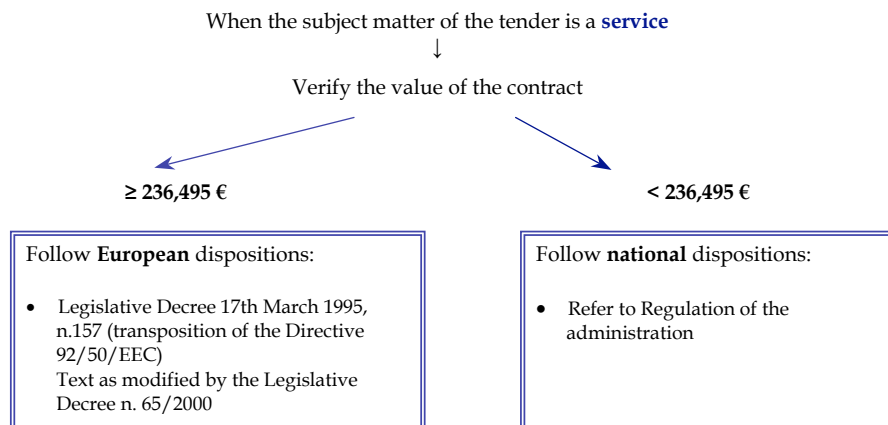 When the subject matter of the tender is a service
↓
Verify the value of the contract
≥ 236,495 €
< 236,495 €
Follow European dispositions:
• Legislative Decree 17th March 1995,
n.157 (transposition of the Directive
92/50/EEC)
Text as modified by the Legislative
Decree n. 65/2000
Follow national dispositions:
• Refer to Regulation of the
administration